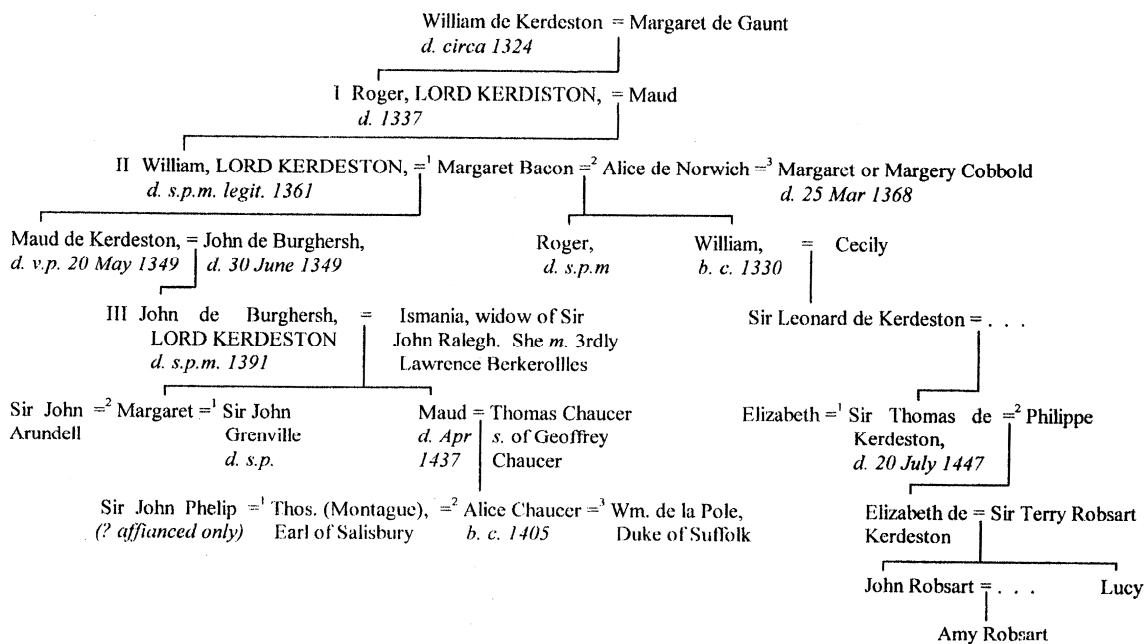 William de Kerdeston = Margaret de Gaunt
d. circa 1324
I Roger, LORD KERDISTON, = Maud
d. 1337
II William, LORD KERDESTON, =¹ Margaret Bacon =² Alice de Norwich =³ Margaret or Margery Cobbold
d. s.p.m. legit. 1361
d. 25 Mar 1368
Maud de Kerdeston, = John de Burghersh,
d. v.p. 20 May 1349 d. 30 June 1349
Roger,
d. s.p.m
William, = Cecily
b. c. 1330
III John de Burghersh, = Ismania, widow of Sir
LORD KERDESTON John Ralegh. She m. 3rdly
d. s.p.m. 1391 Lawrence Berkerollles
Sir Leonard de Kerdeston = . . .
Sir John =² Margaret =¹ Sir John
Arundell Grenville
d. s.p.
Maud = Thomas Chaucer
d. Apr s. of Geoffrey
1437 Chaucer
Elizabeth =¹ Sir Thomas de =² Philippe
Kerdeston,
d. 20 July 1447
Sir John Phelip =¹ Thos. (Montague), =² Alice Chaucer =³ Wm. de la Pole,
(? affianced only) Earl of Salisbury b. c. 1405 Duke of Suffolk
Elizabeth de = Sir Terry Robsart
Kerdeston
John Robsart = . . . Lucy
Amy Robsart